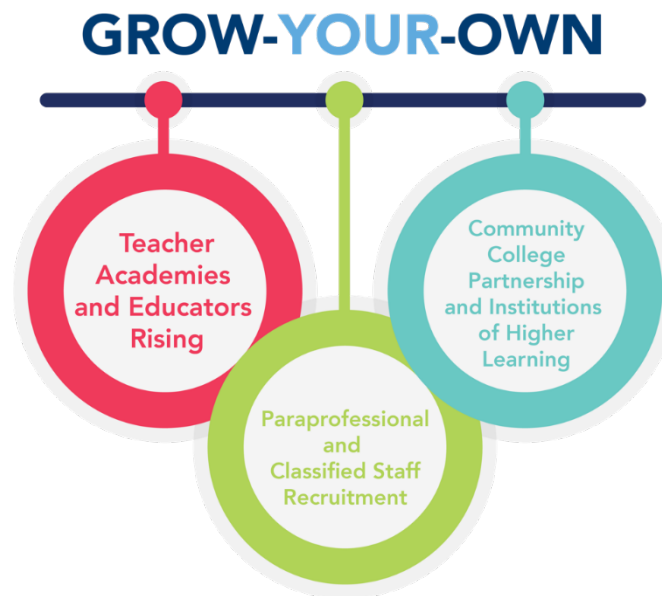 GROW-YOUR-OWN
Teacher
Academies
and Educators
Rising
Paraprofessional
and
Classified Staff
Recruitment
Community
College
Partnership
and Institutions
of Higher
Learning